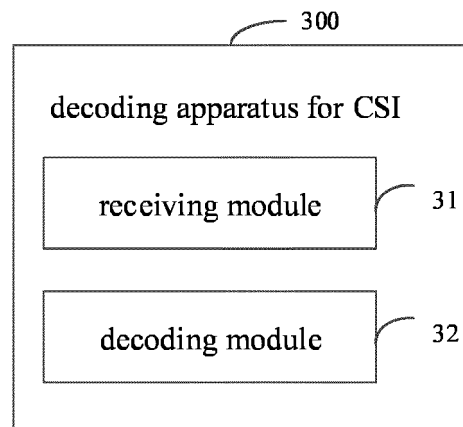 300
decoding apparatus for CSI
receiving module
31
decoding module
32